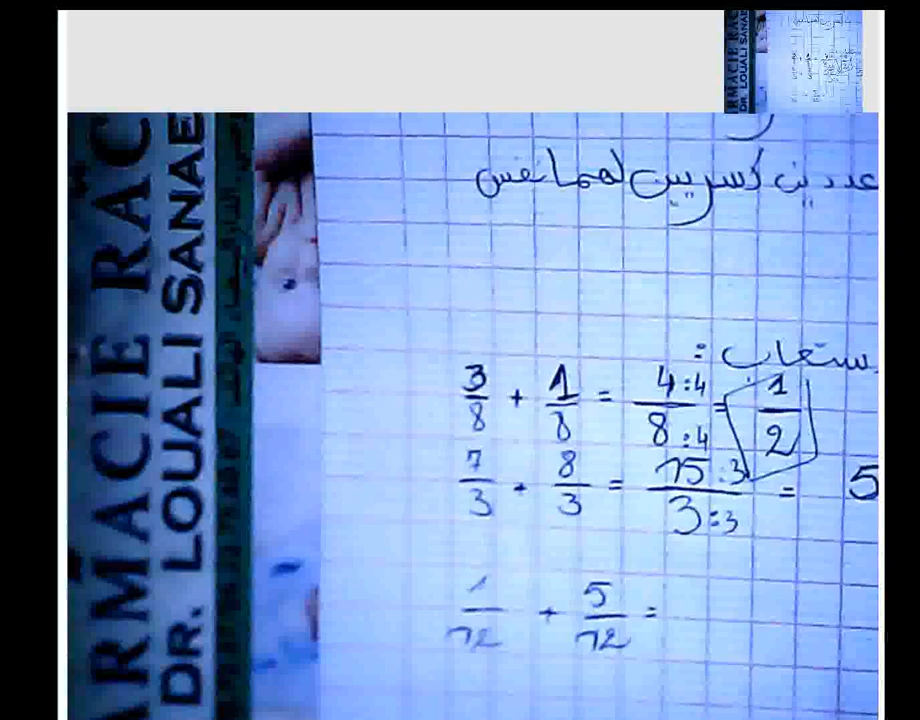 ARMACIE RAC
DR. LOUALI SANAE
عددين كسريين لهما نفس
3/8 + 1/8 = 4:4/8:4 = 1/2
7/3 + 8/3 = 15:3/3:3 = 5
1/12 + 5/12 =